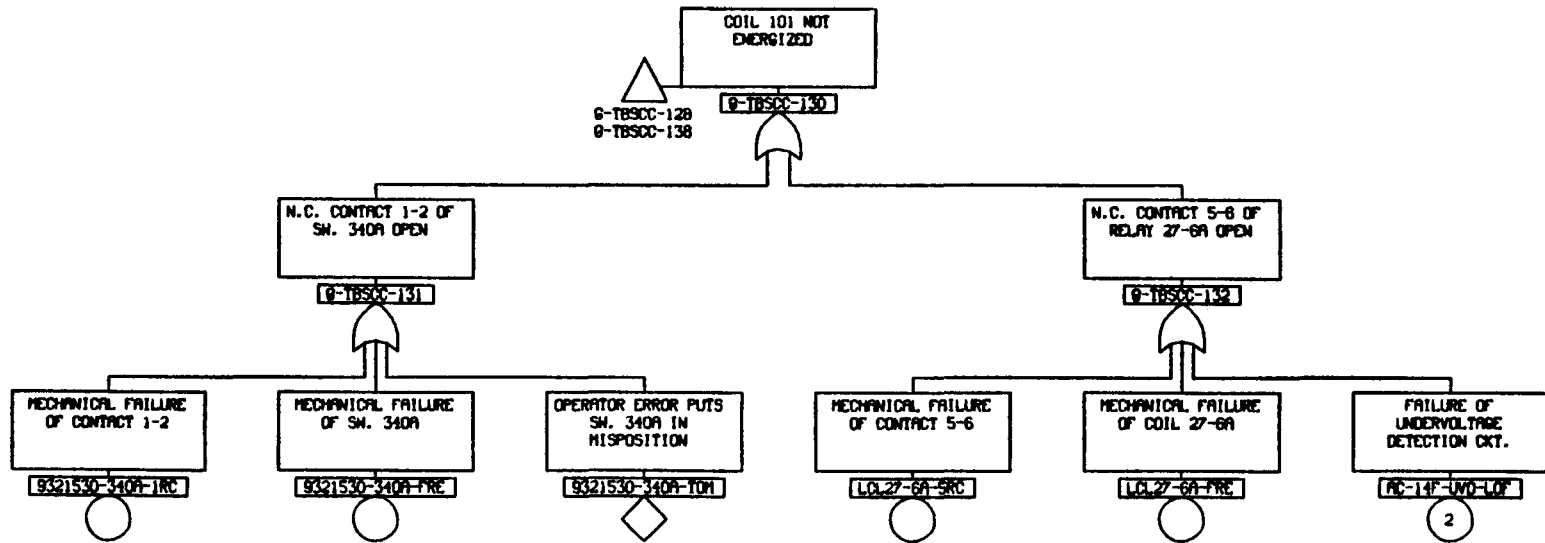 COIL 101 NOT
ENERGIZED
G-TBSCC-130
G-TBSCC-128
G-TBSCC-138
N.C. CONTACT 1-2 OF
SW. 340A OPEN
G-TBSCC-131
N.C. CONTACT 5-6 OF
RELAY 27-6A OPEN
G-TBSCC-132
MECHANICAL FAILURE
OF CONTACT 1-2
9321530-340A-1RC
MECHANICAL FAILURE
OF SW. 340A
9321530-340A-FRE
OPERATOR ERROR PUTS
SW. 340A IN
MISPOSITION
9321530-340A-TOM
MECHANICAL FAILURE
OF CONTACT 5-6
LCL27-6A-5RC
MECHANICAL FAILURE
OF COIL 27-6A
LCL27-6A-FRE
FAILURE OF
UNDERVOLTAGE
DETECTION CKT.
AC-14F-UVD-LOF
2